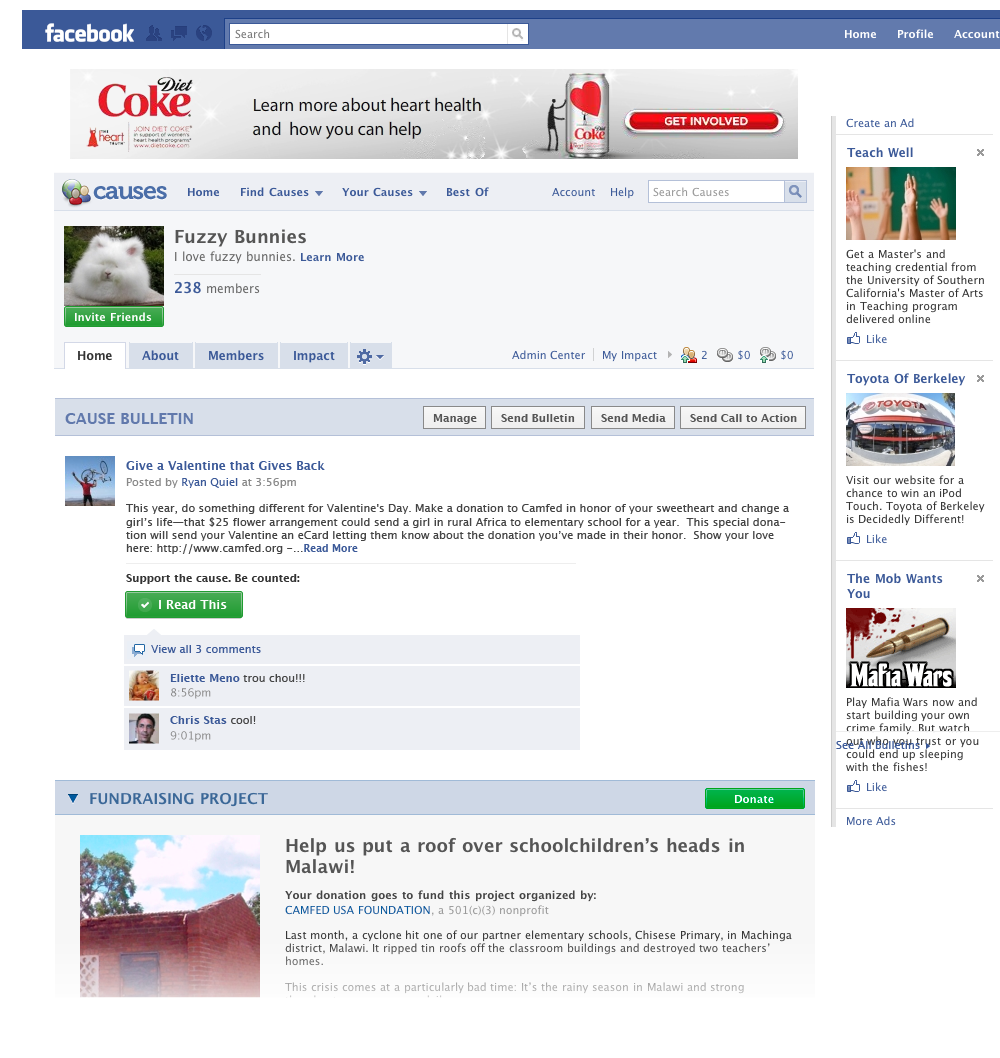 facebook
Search
Home Profile Account
Diet
Coke
THE
heart
TRUTH
JOIN DIET COKE
in support of women's
heart health programs
www.dietcoke.com
Learn more about heart health
and how you can help
Diet
Coke
GET INVOLVED
causes Home Find Causes Your Causes Best Of Account Help Search Causes
Fuzzy Bunnies
I love fuzzy bunnies. Learn More
238 members
Invite Friends
Home About Members Impact
Admin Center My Impact 2 $0 $0
CAUSE BULLETIN
Manage Send Bulletin Send Media Send Call to Action
Give a Valentine that Gives Back
Posted by Ryan Quiel at 3:56pm
This year, do something different for Valentine's Day. Make a donation to Camfed in honor of your sweetheart and change a
girl's life—that $25 flower arrangement could send a girl in rural Africa to elementary school for a year. This special dona-
tion will send your Valentine an eCard letting them know about the donation you've made in their honor. Show your love
here: http://www.camfed.org –...Read More
Support the cause. Be counted:
I Read This
View all 3 comments
Eliette Meno trou chou!!!
8:56pm
Chris Stas cool!
9:01pm
FUNDRAISING PROJECT
Donate
Help us put a roof over schoolchildren's heads in
Malawi!
Your donation goes to fund this project organized by:
CAMFED USA FOUNDATION, a 501(c)(3) nonprofit
Last month, a cyclone hit one of our partner elementary schools, Chisese Primary, in Machinga
district, Malawi. It ripped tin roofs off the classroom buildings and destroyed two teachers'
homes.
This crisis comes at a particularly bad time: It's the rainy season in Malawi and strong
Create an Ad
Teach Well
Get a Master's and
teaching credential from
the University of Southern
California's Master of Arts
in Teaching program
delivered online
Like
Toyota Of Berkeley
TOYOTA
Visit our website for a
chance to win an iPod
Touch. Toyota of Berkeley
is Decidedly Different!
Like
The Mob Wants
You
Mafia Wars
Play Mafia Wars now and
start building your own
crime family. But watch
out who you trust or you
See All Bulletins
could end up sleeping
with the fishes!
Like
More Ads